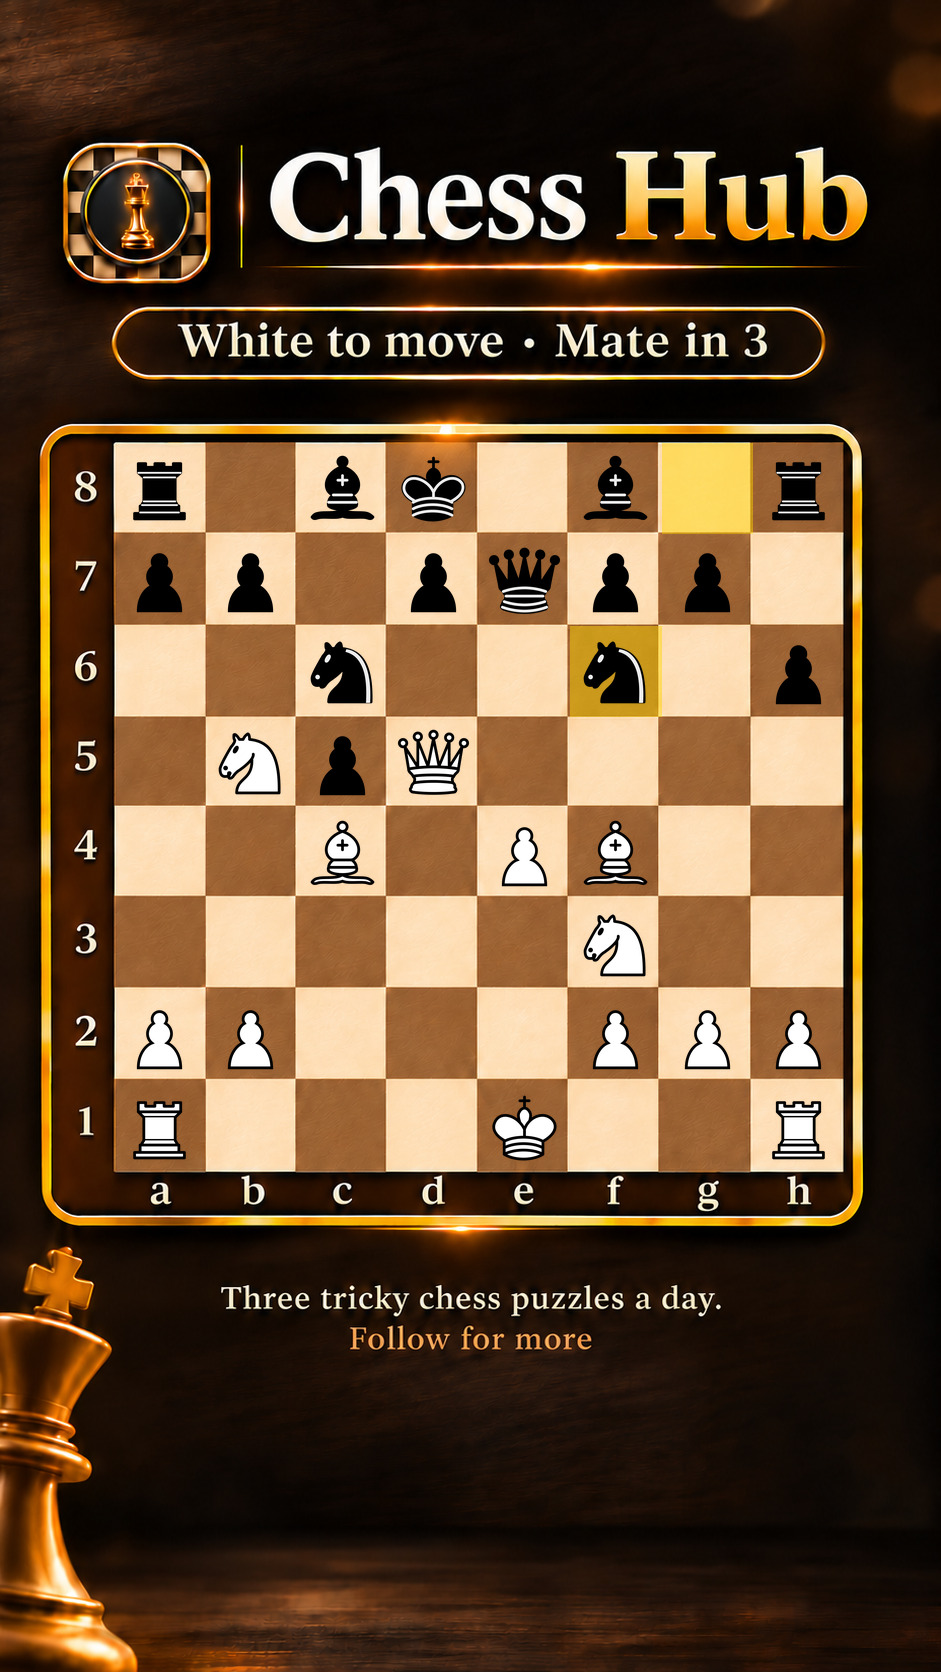 Chess Hub
White to move • Mate in 3
8
7
6
5
4
3
2
1
a b c d e f g h
Three tricky chess puzzles a day.
Follow for more